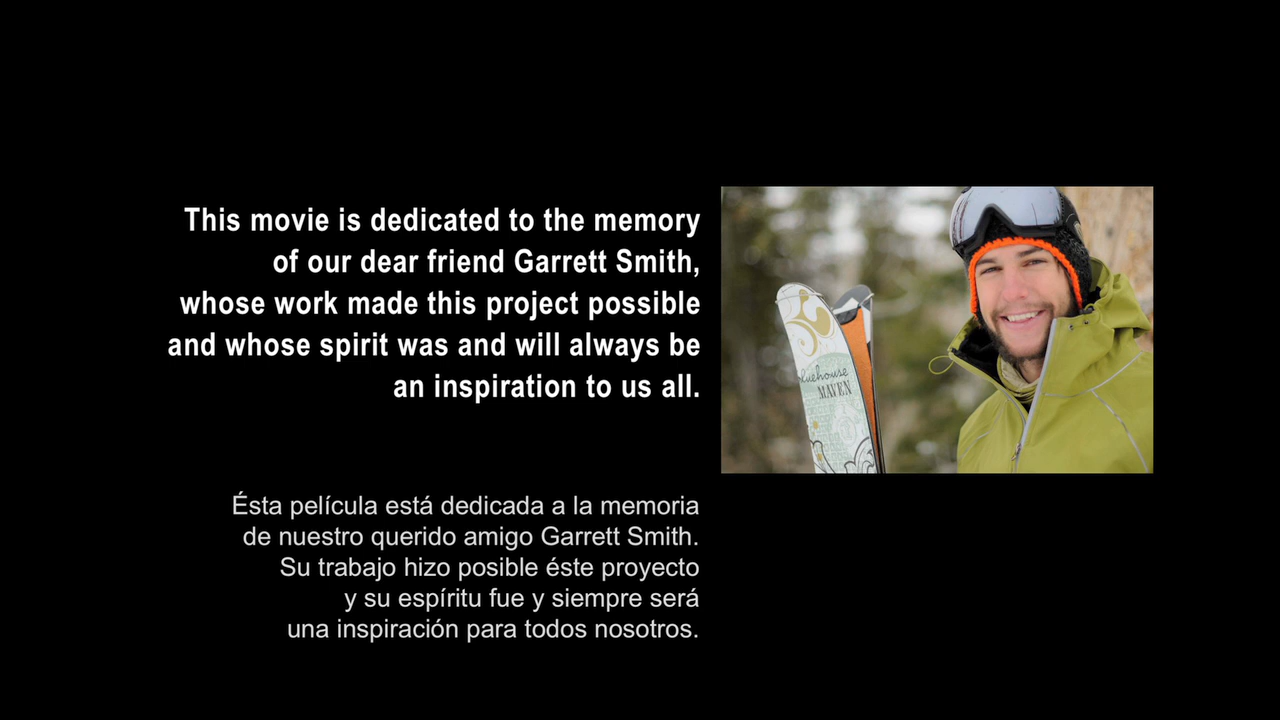 This movie is dedicated to the memory
of our dear friend Garrett Smith,
whose work made this project possible
and whose spirit was and will always be
an inspiration to us all.
Ésta película está dedicada a la memoria
de nuestro querido amigo Garrett Smith.
Su trabajo hizo posible éste proyecto
y su espíritu fue y siempre será
una inspiración para todos nosotros.
luehouse
MAVEN